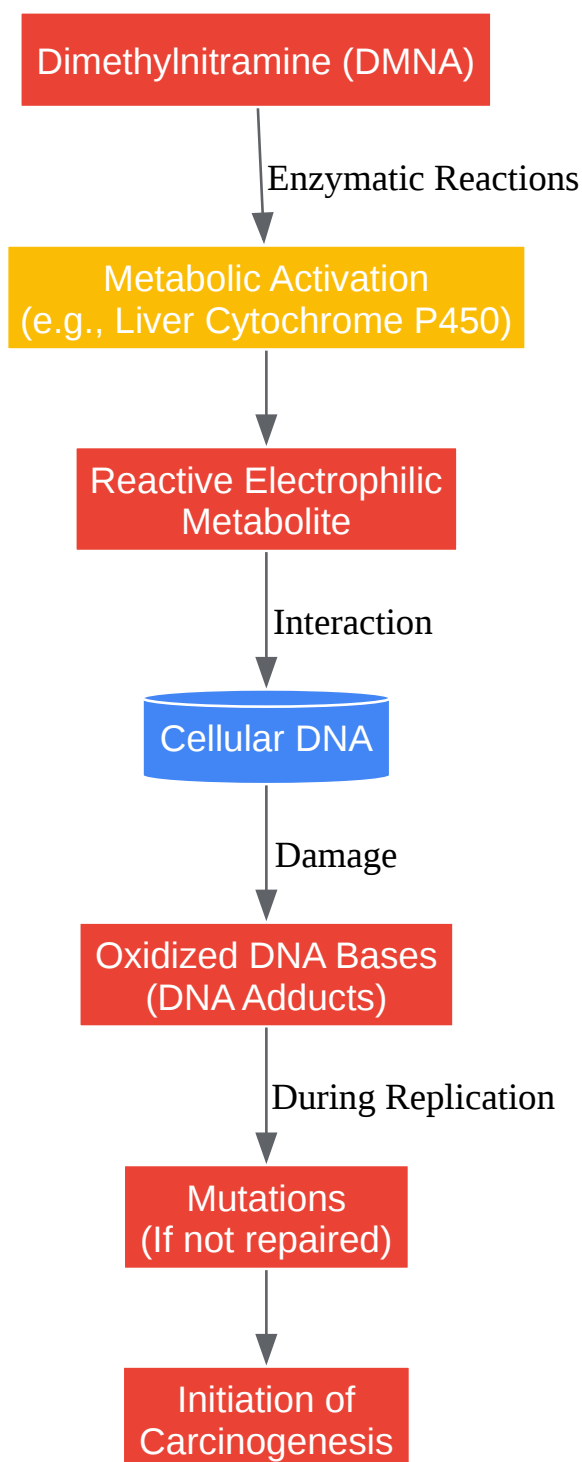 Dimethylnitramine (DMNA)
Enzymatic Reactions
Metabolic Activation
(e.g., Liver Cytochrome P450)
Reactive Electrophilic
Metabolite
Interaction
Cellular DNA
Damage
Oxidized DNA Bases
(DNA Adducts)
During Replication
Mutations
(If not repaired)
Initiation of
Carcinogenesis